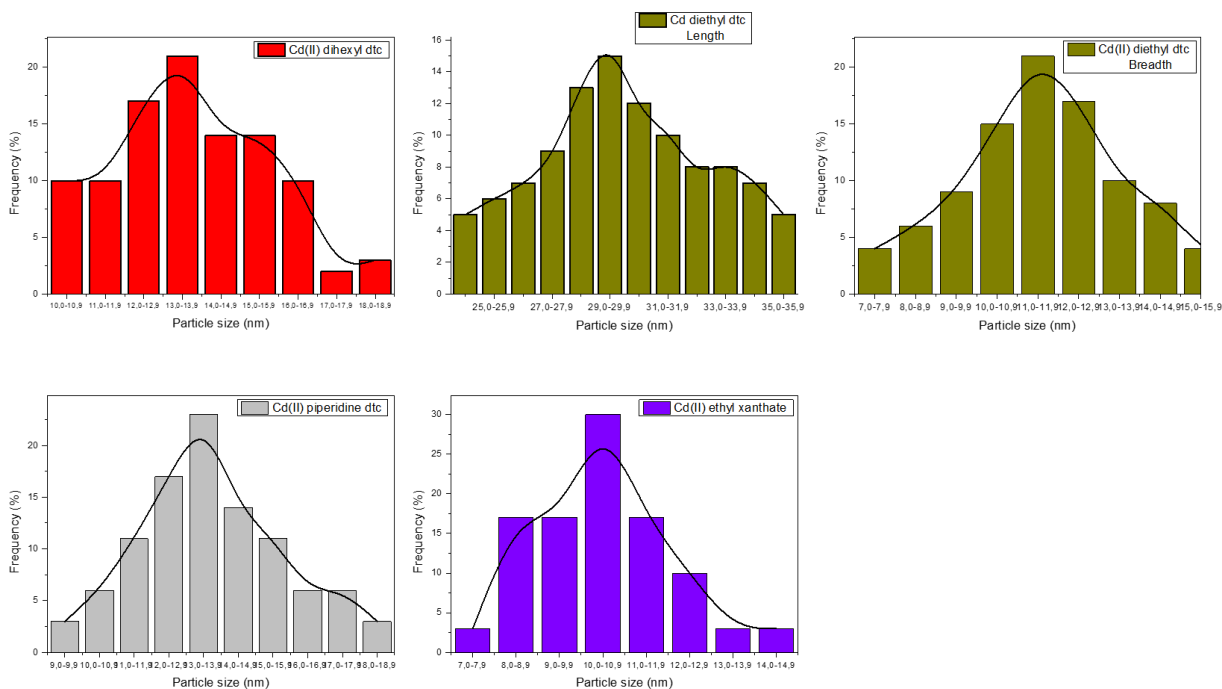 Cd(II) dihexyl dtc
Frequency (%)
20
15
10
5
0
10,0-10,9 11,0-11,9 12,0-12,9 13,0-13,9 14,0-14,9 15,0-15,9 16,0-16,9 17,0-17,9 18,0-18,9
Particle size (nm)
Cd diethyl dtc
Length
Frequency (%)
16
14
12
10
8
6
4
2
0
25,0-25,9 27,0-27,9 29,0-29,9 31,0-31,9 33,0-33,9 35,0-35,9
Particle size (nm)
Cd(II) diethyl dtc
Breadth
Frequency (%)
20
15
10
5
0
7,0-7,9 8,0-8,9 9,0-9,9 10,0-10,9 11,0-11,9 12,0-12,9 13,0-13,9 14,0-14,9 15,0-15,9
Particle size (nm)
Cd(II) piperidine dtc
Frequency (%)
20
15
10
5
0
9,0-9,9 10,0-10,9 11,0-11,9 12,0-12,9 13,0-13,9 14,0-14,9 15,0-15,9 16,0-16,9 17,0-17,9 18,0-18,9
Particle size (nm)
Cd(II) ethyl xanthate
Frequency (%)
30
25
20
15
10
5
0
7,0-7,9 8,0-8,9 9,0-9,9 10,0-10,9 11,0-11,9 12,0-12,9 13,0-13,9 14,0-14,9
Particle size (nm)